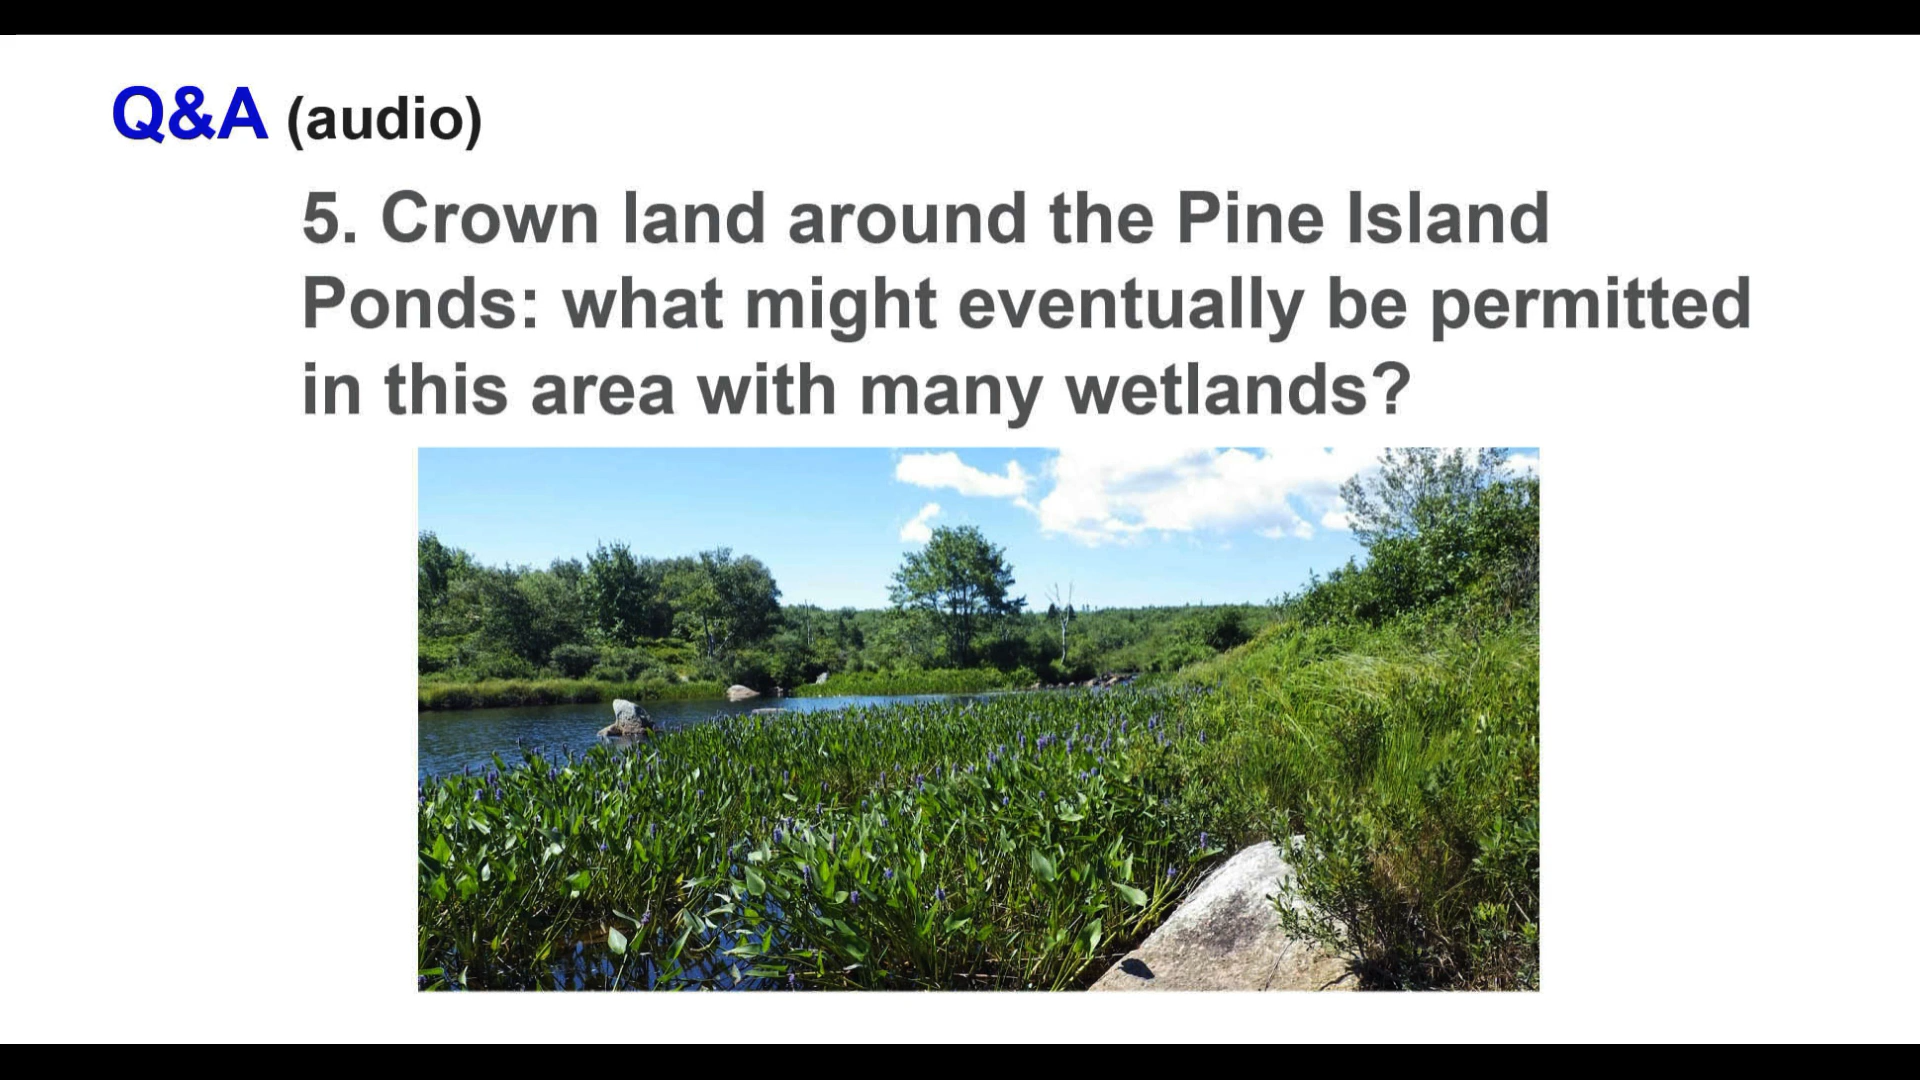 Q&A (audio)
5. Crown land around the Pine Island
Ponds: what might eventually be permitted
in this area with many wetlands?